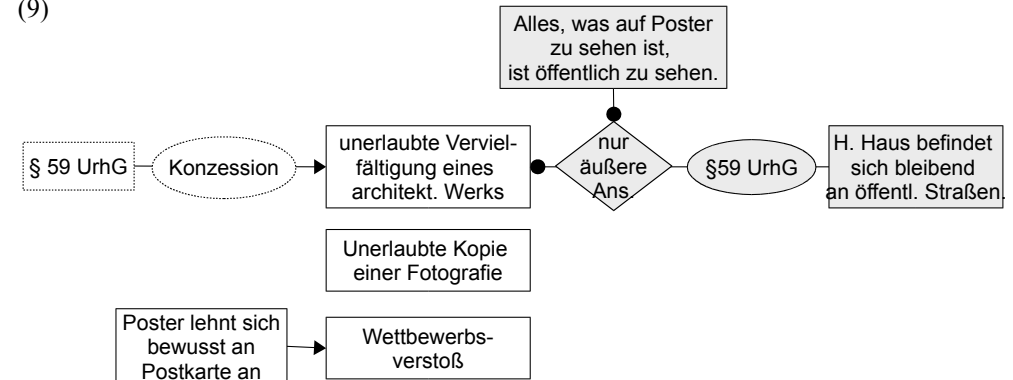 (9)
Alles, was auf Poster
zu sehen ist,
ist öffentlich zu sehen.
§ 59 UrhG
Konzession
unerlaubte Verviel-
fältigung eines
architekt. Werks
nur
äußere
Ans.
§59 UrhG
H. Haus befindet
sich bleibend
an öffentl. Straßen.
Unerlaubte Kopie
einer Fotografie
Poster lehnt sich
bewusst an
Postkarte an
Wettbewerbs-
verstoß